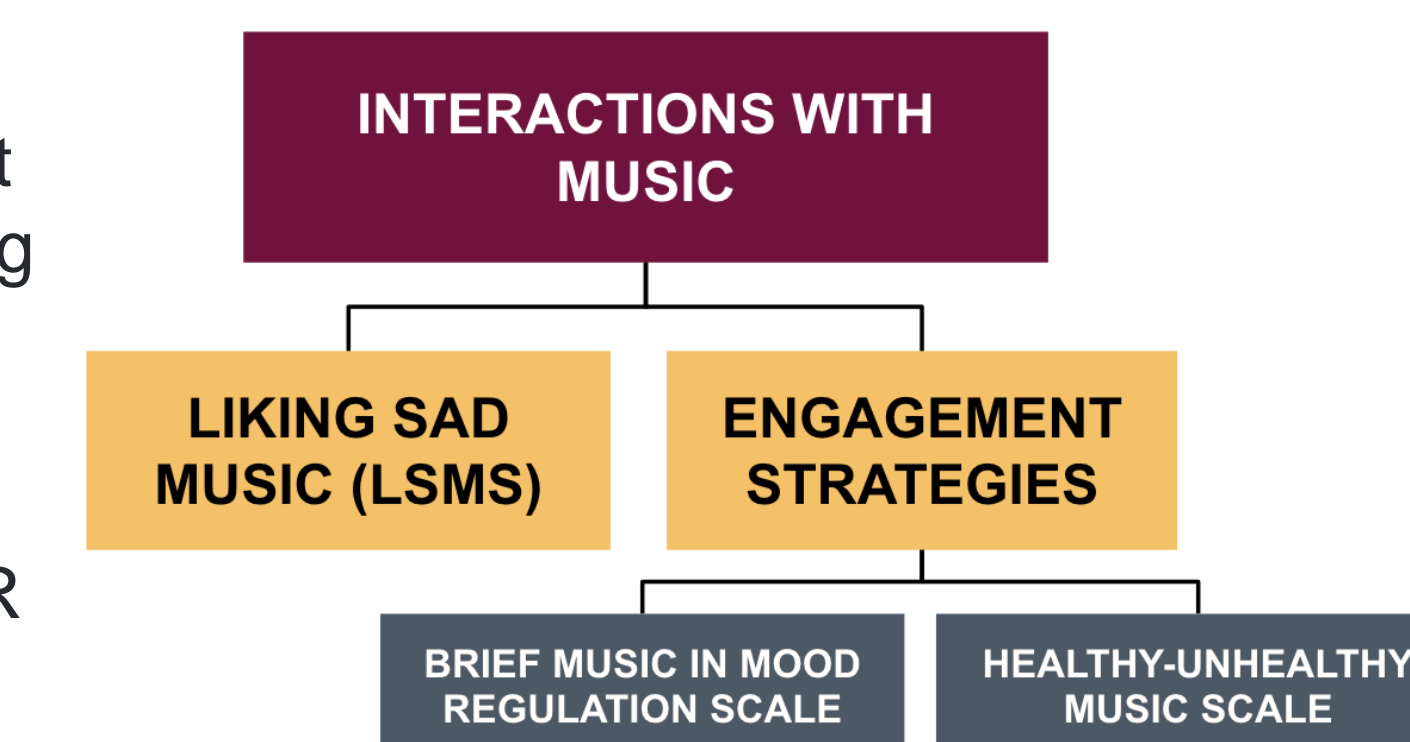 INTERACTIONS WITH
MUSIC
LIKING SAD
MUSIC (LSMS)
ENGAGEMENT
STRATEGIES
BRIEF MUSIC IN MOOD
REGULATION SCALE
HEALTHY-UNHEALTHY
MUSIC SCALE